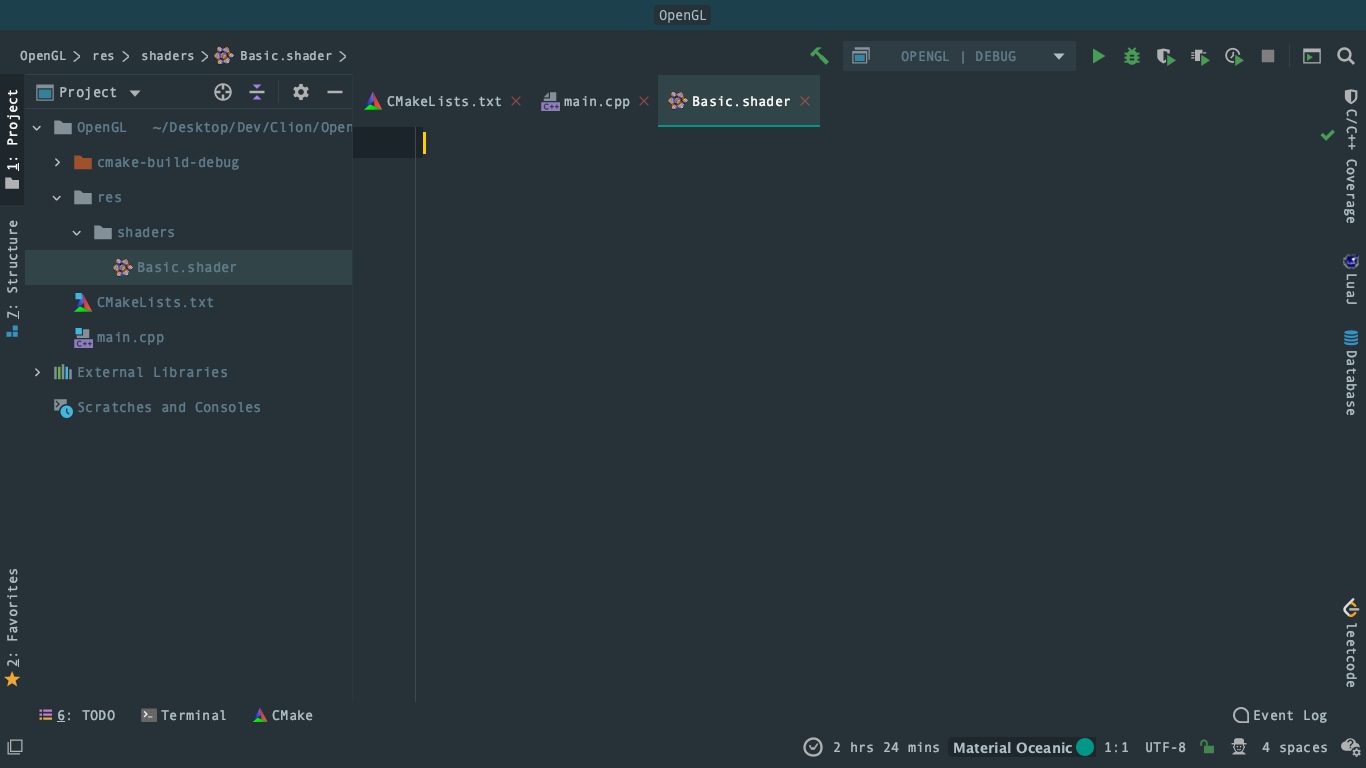 OpenGL
OpenGL > res > shaders > Basic.shader >
OPENGL | DEBUG
1: Project
Z: Structure
2: Favorites
Project
OpenGL ~/Desktop/Dev/Clion/Open
cmake-build-debug
res
shaders
Basic.shader
CMakeLists.txt
main.cpp
External Libraries
Scratches and Consoles
CMakeLists.txt
main.cpp
Basic.shader
C/C++ Coverage
LuaJ
Database
leetcode
6: TODO
Terminal
CMake
Event Log
2 hrs 24 mins
Material Oceanic
1:1
UTF-8
4 spaces